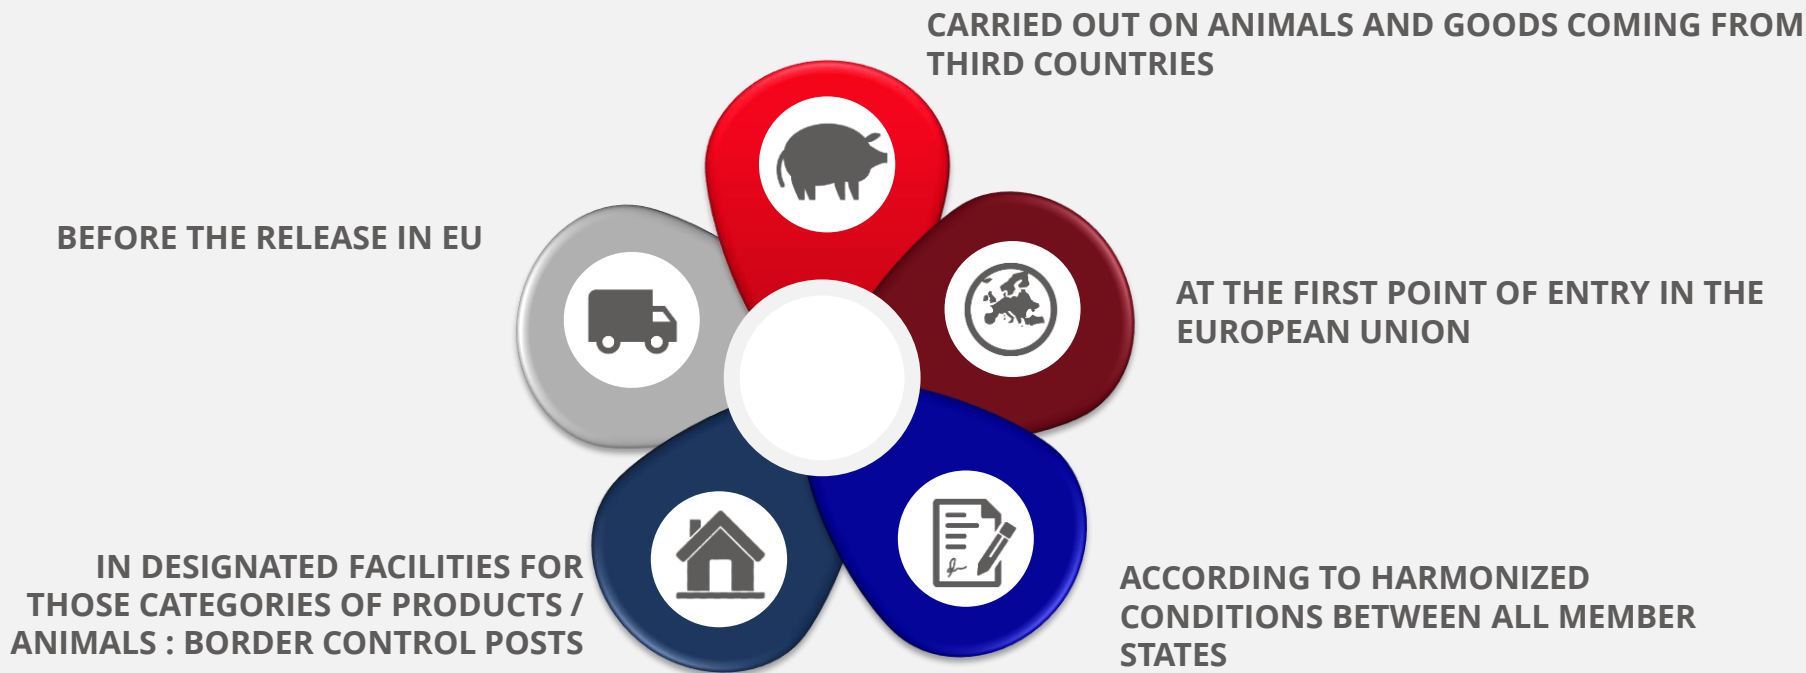 CARRIED OUT ON ANIMALS AND GOODS COMING FROM
THIRD COUNTRIES
BEFORE THE RELEASE IN EU
AT THE FIRST POINT OF ENTRY IN THE
EUROPEAN UNION
IN DESIGNATED FACILITIES FOR
THOSE CATEGORIES OF PRODUCTS /
ANIMALS : BORDER CONTROL POSTS
ACCORDING TO HARMONIZED
CONDITIONS BETWEEN ALL MEMBER
STATES